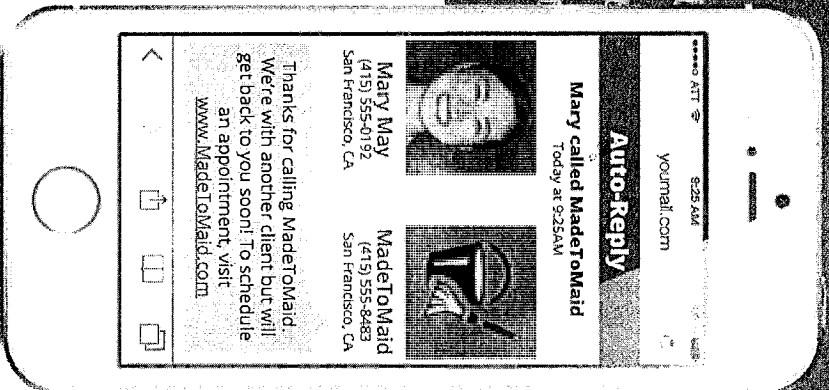 ATT 9:25 AM
youmail.com
Auto-Reply
Mary called MadeToMaid
Today at 9:25AM
Mary May
(415) 555-0192
San Francisco, CA
MadeToMaid
(415) 555-8483
San Francisco, CA
Thanks for calling MadeToMaid.
We're with another client but will
get back to you soon! To schedule
an appointment, visit
www.MadeToMaid.com